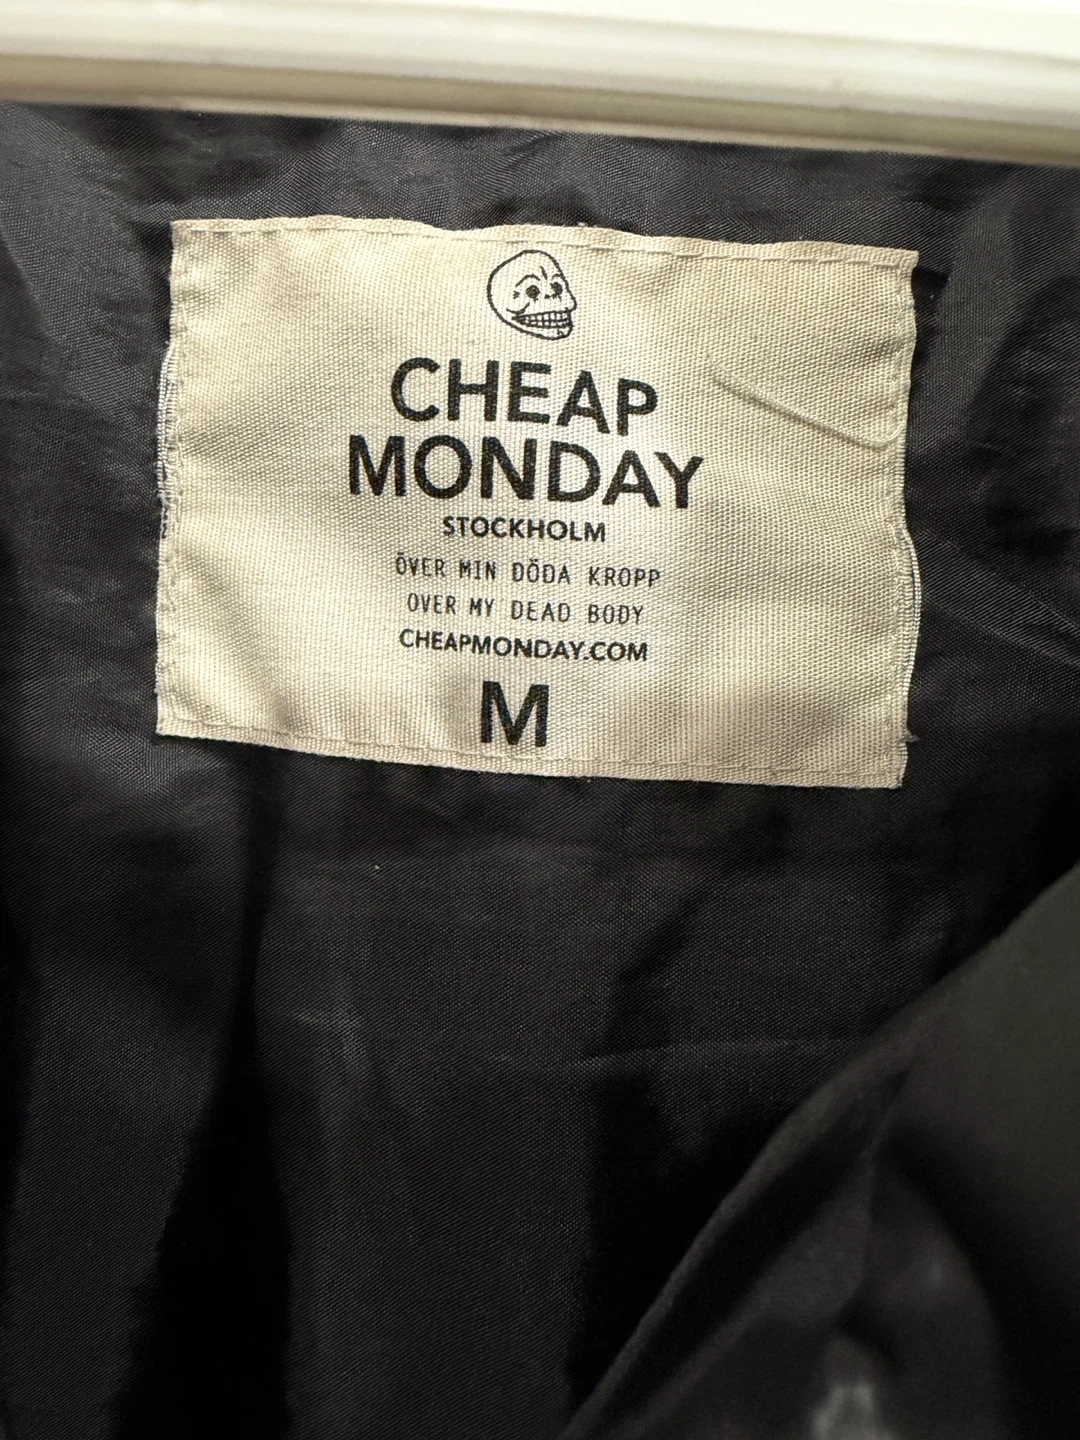 CHEAP
MONDAY
STOCKHOLM
ÖVER MIN DÖDA KROPP
OVER MY DEAD BODY
CHEAPMONDAY.COM
M